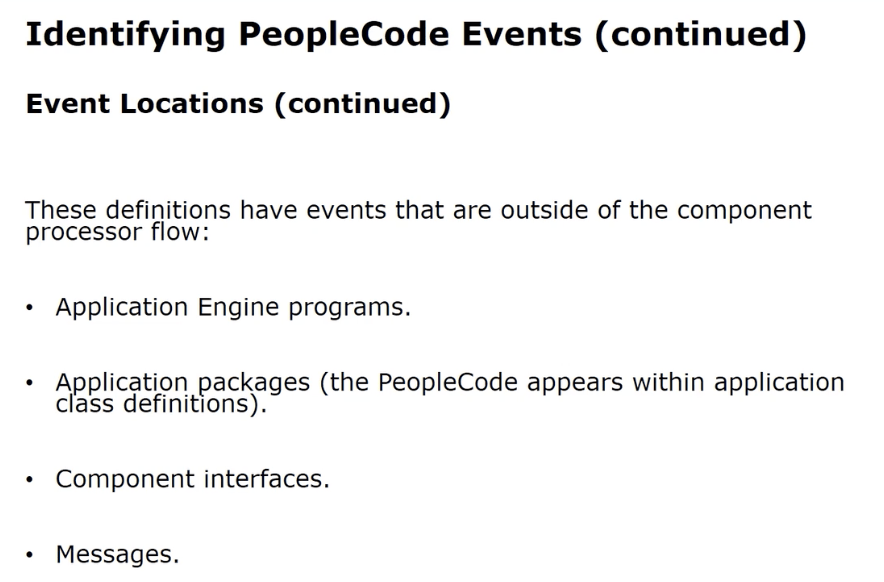 Identifying PeopleCode Events (continued)
Event Locations (continued)
These definitions have events that are outside of the component
processor flow:
• Application Engine programs.
• Application packages (the PeopleCode appears within application
class definitions).
• Component interfaces.
• Messages.